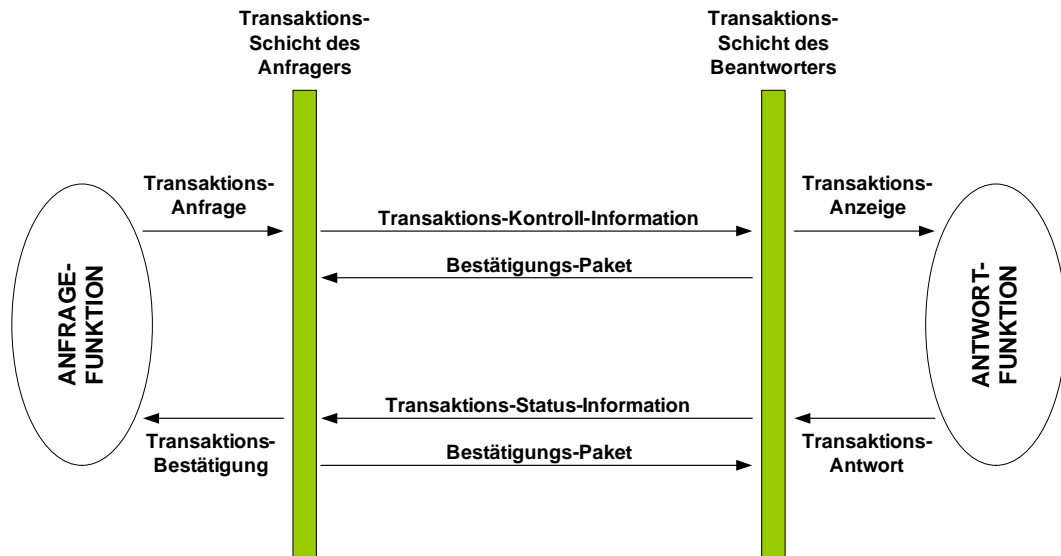 Transaktions-
Schicht des
Anfragers
Transaktions-
Schicht des
Beantworters
Transaktions-
Anfrage
Transaktions-Kontroll-Information
Transaktions-
Anzeige
Bestätigungs-Paket
ANFRAGE-
FUNKTION
ANTWORT-
FUNKTION
Transaktions-Status-Information
Transaktions-
Bestätigung
Bestätigungs-Paket
Transaktions-
Antwort